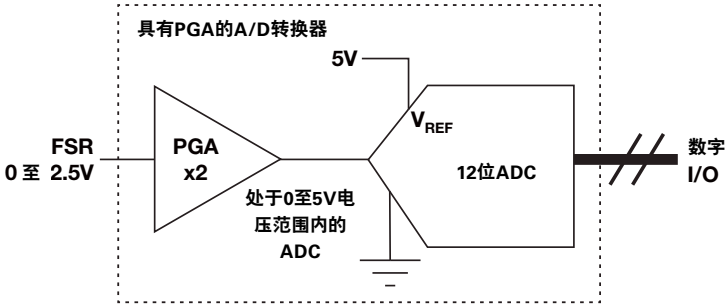 具有PGA的A/D转换器
5V
VREF
FSR
0 至 2.5V
PGA
x2
处于0至5V电
压范围内的
ADC
12位ADC
数字
I/O